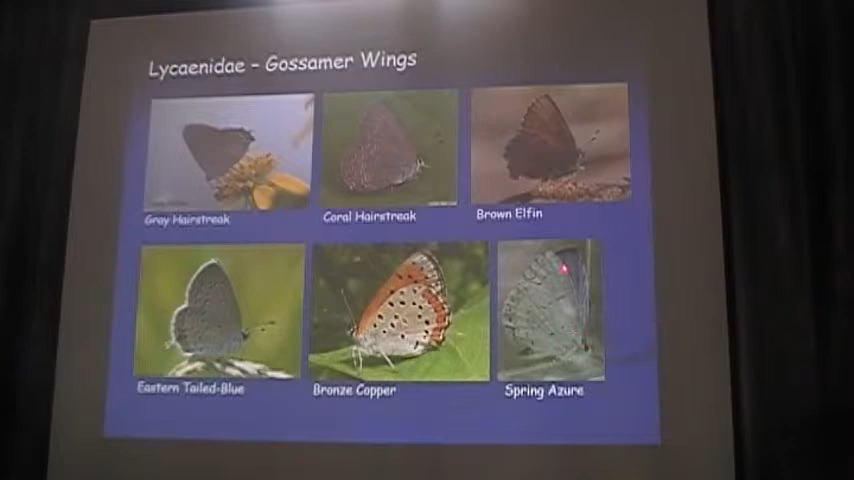 Lycaenidae - Gossamer Wings
Gray Hairstreak
Coral Hairstreak
Brown Elfin
Eastern Tailed-Blue
Bronze Copper
Spring Azure